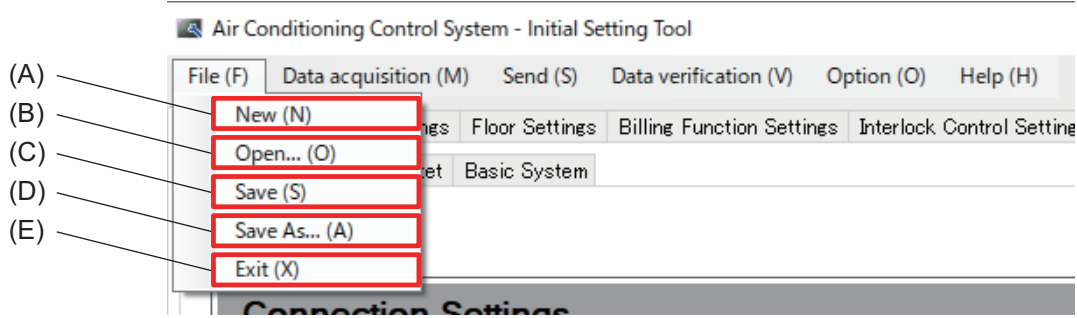 Air Conditioning Control System - Initial Setting Tool
File (F) Data acquisition (M) Send (S) Data verification (V) Option (O) Help (H)
(A) New (N)
Floor Settings Billing Function Settings Interlock Control
(B) Open... (O)
Basic System
(C) Save (S)
(D) Save As... (A)
(E) Exit (X)
Connection Settings